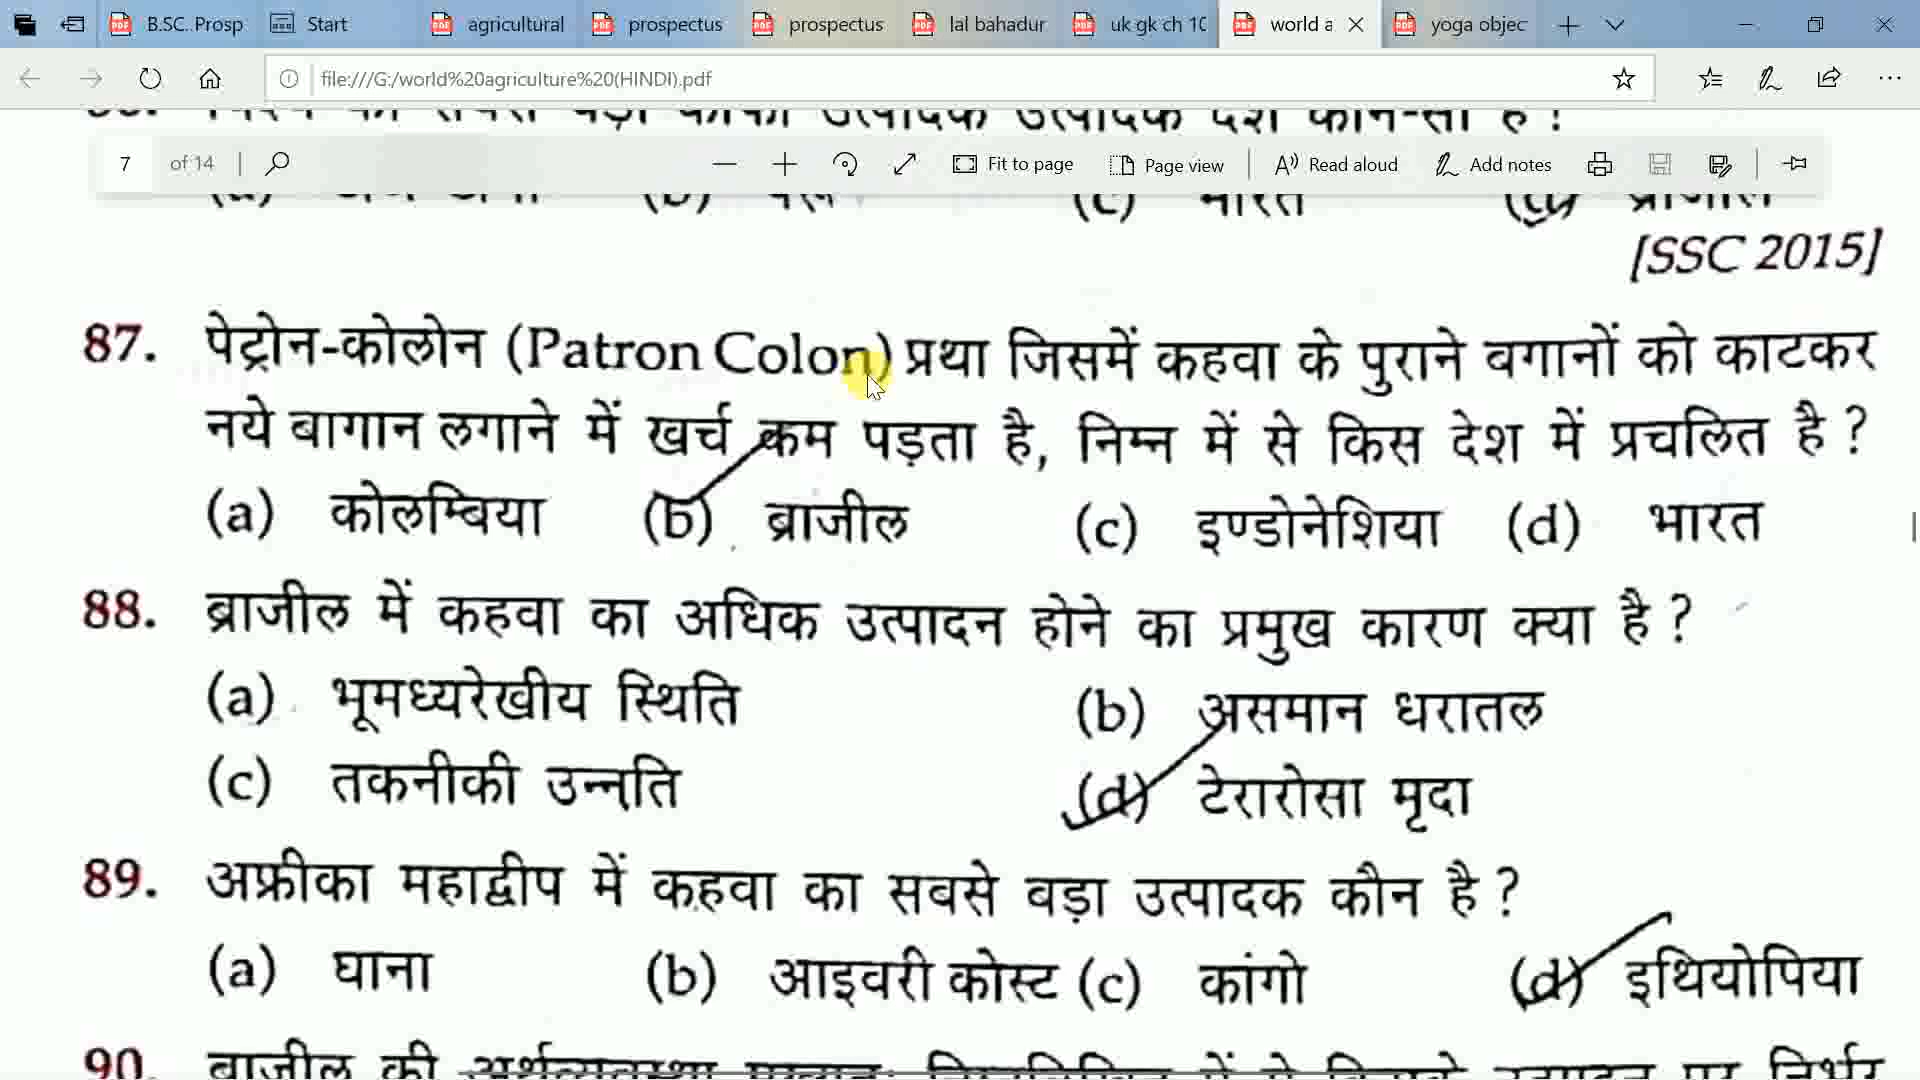 B.SC..Prosp Start agricultural prospectus prospectus lal bahadur uk gk ch 10 world a yoga objec
file:///G:/world%20agriculture%20(HINDI).pdf
7 of 14 Fit to page Page view Read aloud Add notes
[SSC 2015]
87. पेट्रोन-कोलोन (Patron Colon) प्रथा जिसमें कहवा के पुराने बगानों को काटकर
नये बागान लगाने में खर्च कम पड़ता है, निम्न में से किस देश में प्रचलित है ?
(a) कोलम्बिया (b) ब्राजील (c) इण्डोनेशिया (d) भारत
88. ब्राजील में कहवा का अधिक उत्पादन होने का प्रमुख कारण क्या है ?
(a) भूमध्यरेखीय स्थिति (b) असमान धरातल
(c) तकनीकी उन्नति (d) टेरारोसा मृदा
89. अफ्रीका महाद्वीप में कहवा का सबसे बड़ा उत्पादक कौन है ?
(a) घाना (b) आइवरी कोस्ट (c) कांगो (d) इथियोपिया
90. ब्राजील की